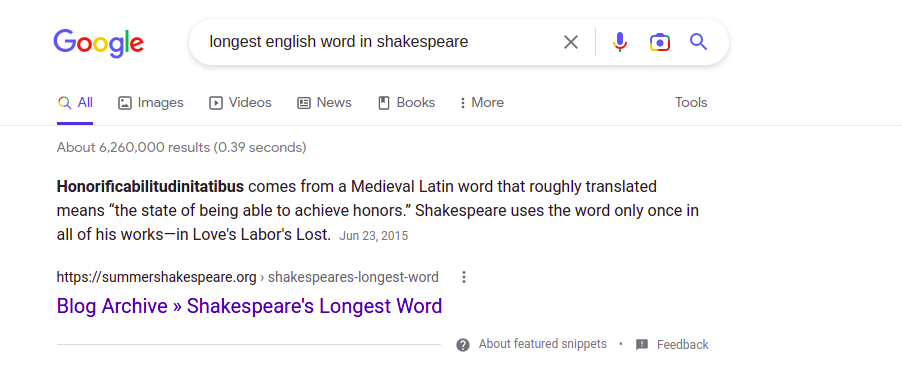 Google
longest english word in shakespeare
All Images Videos News Books More Tools
About 6,260,000 results (0.39 seconds)
Honorificabilitudinitatibus comes from a Medieval Latin word that roughly translated
means “the state of being able to achieve honors.” Shakespeare uses the word only once in
all of his works—in Love's Labor's Lost. Jun 23, 2015
https://summershakespeare.org › shakespeares-longest-word
Blog Archive » Shakespeare's Longest Word
About featured snippets • Feedback